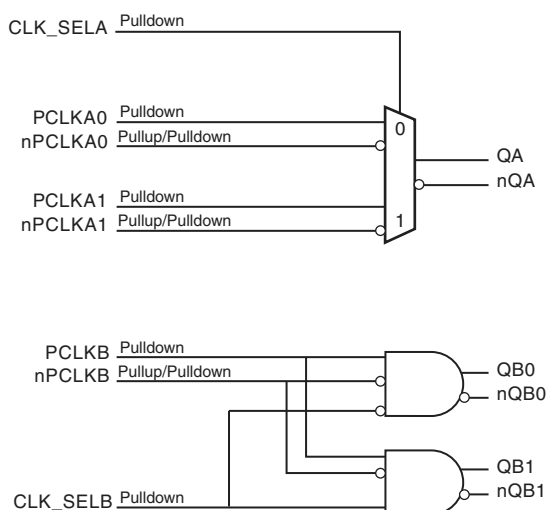 CLK_SELA Pulldown
PCLKA0 Pulldown
nPCLKA0 Pullup/Pulldown
0
QA
nQA
PCLKA1 Pulldown
nPCLKA1 Pullup/Pulldown
1
PCLKB Pulldown
nPCLKB Pullup/Pulldown
QB0
nQB0
QB1
nQB1
CLK_SELB Pulldown